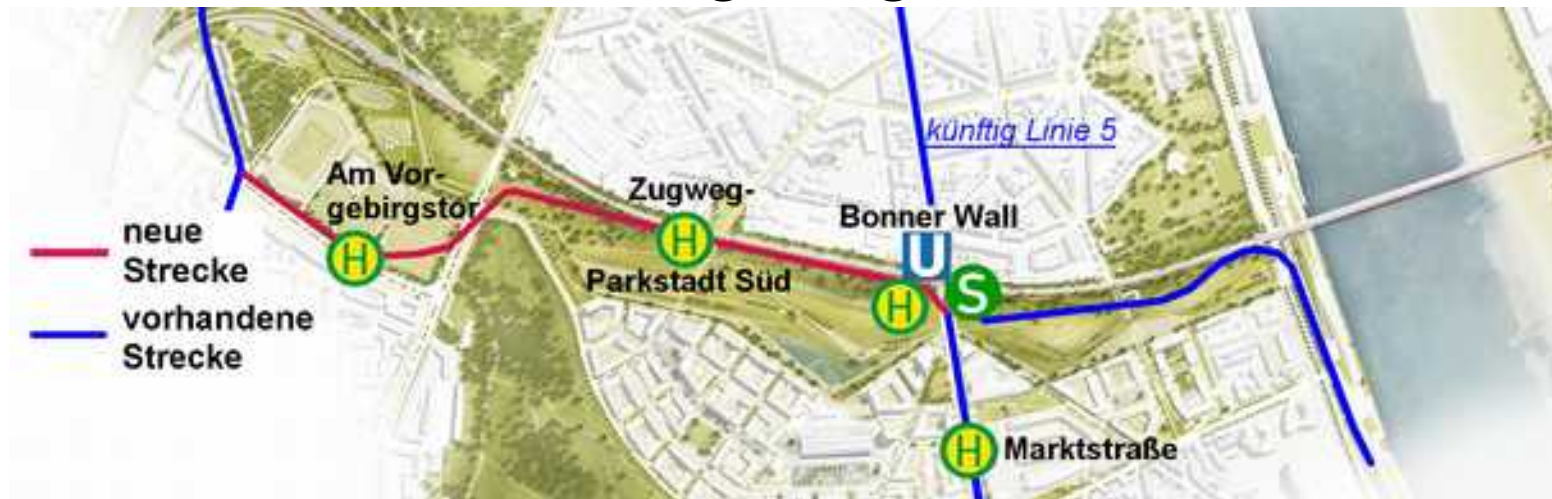 künftig Linie 5
Am Vor-
gebirgstor
Zugweg-
Bonner Wall
neue
Strecke
H
H
U
S
H
Parkstadt Süd
vorhandene
Strecke
H
Marktstraße